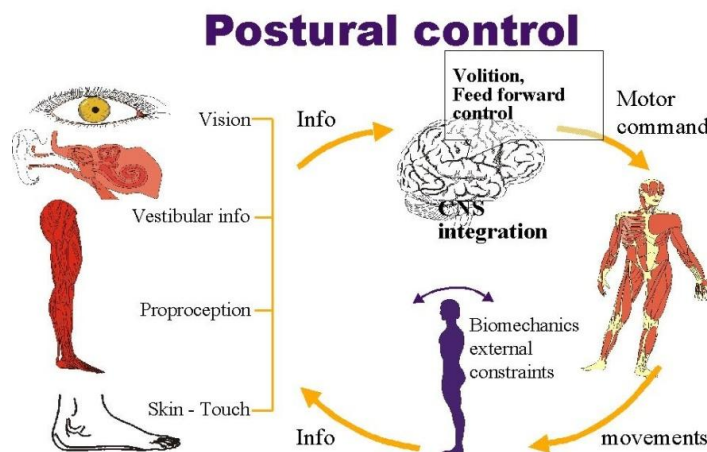 Postural control
Vision
Info
Volition,
Feed forward
control
Motor
command
Vestibular info
CNS
integration
Proproception
Biomechanics
external
constraints
Skin - Touch
Info
movements